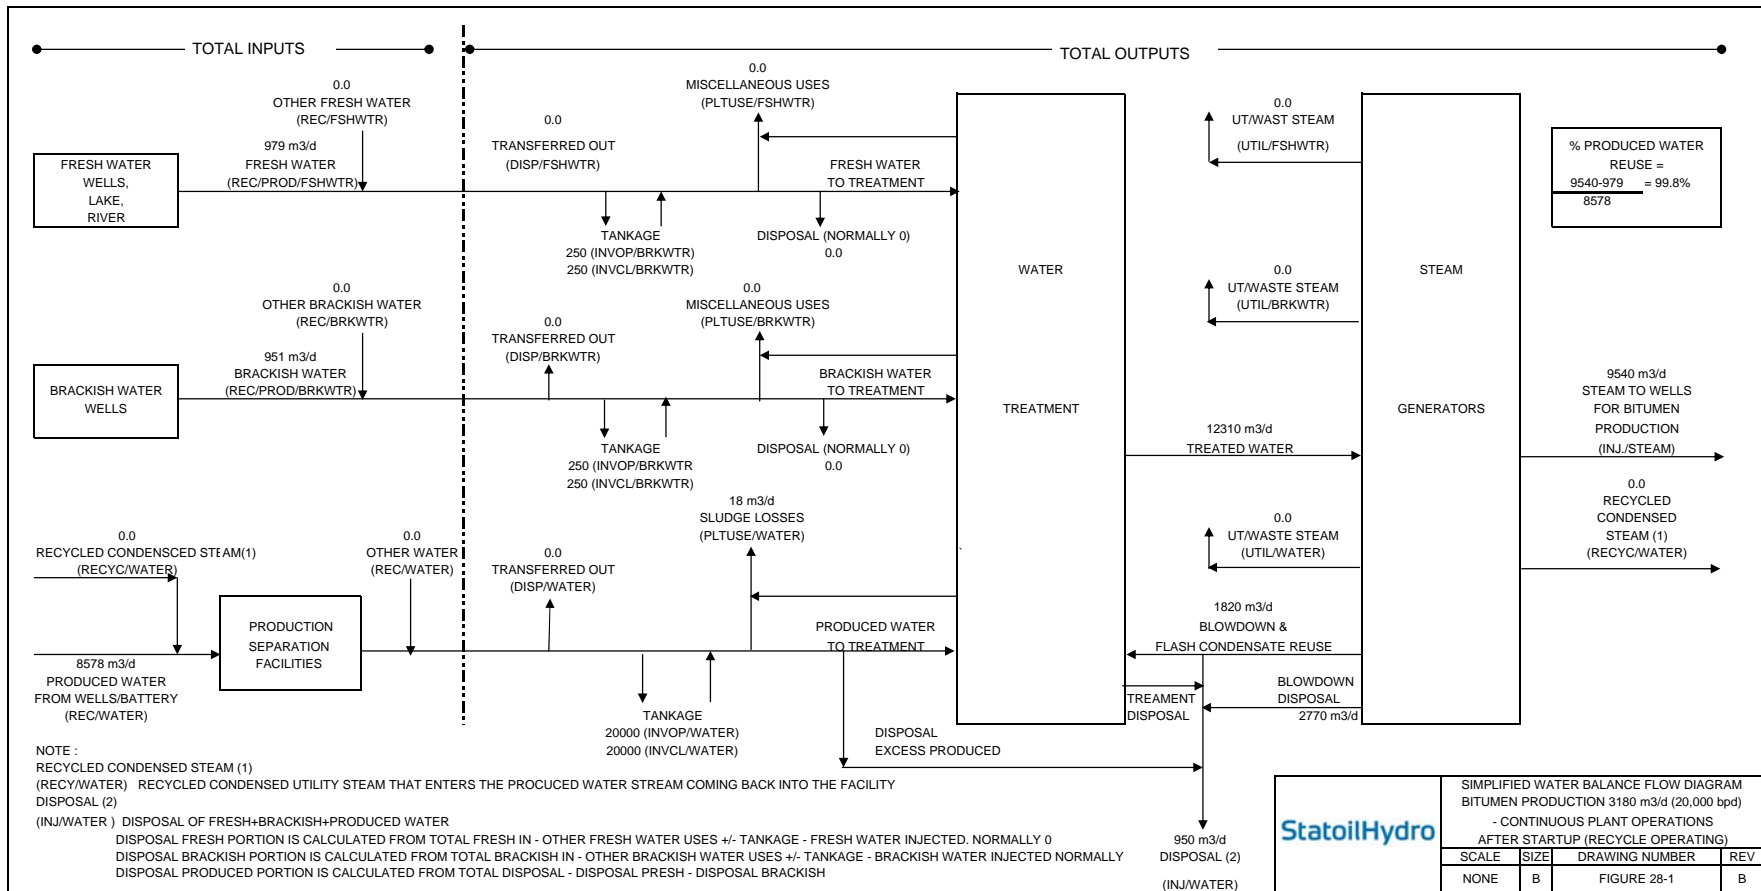 TOTAL INPUTS
TOTAL OUTPUTS
0.0
OTHER FRESH WATER
(REC/FSHWTR)
979 m3/d
FRESH WATER
(REC/PROD/FSHWTR)
FRESH WATER
WELLS,
LAKE,
RIVER
0.0
TRANSFERRED OUT
(DISP/FSHWTR)
0.0
MISCELLANEOUS USES
(PLTUSE/FSHWTR)
FRESH WATER
TO TREATMENT
TANKAGE
250 (INVOP/BRKWTR)
250 (INVCL/BRKWTR)
DISPOSAL (NORMALLY 0)
0.0
0.0
OTHER BRACKISH WATER
(REC/BRKWTR)
951 m3/d
BRACKISH WATER
(REC/PROD/BRKWTR)
BRACKISH WATER
WELLS
0.0
TRANSFERRED OUT
(DISP/BRKWTR)
0.0
MISCELLANEOUS USES
(PLTUSE/BRKWTR)
BRACKISH WATER
TO TREATMENT
TANKAGE
250 (INVOP/BRKWTR
250 (INVCL/BRKWTR)
DISPOSAL (NORMALLY 0)
0.0
0.0
RECYCLED CONDENSCED STEAM(1)
(RECYC/WATER)
8578 m3/d
PRODUCED WATER
FROM WELLS/BATTERY
(REC/WATER)
PRODUCTION
SEPARATION
FACILITIES
0.0
OTHER WATER
(REC/WATER)
0.0
TRANSFERRED OUT
(DISP/WATER)
18 m3/d
SLUDGE LOSSES
(PLTUSE/WATER)
PRODUCED WATER
TO TREATMENT
TANKAGE
20000 (INVOP/WATER)
20000 (INVCL/WATER)
DISPOSAL
EXCESS PRODUCED
WATER
TREATMENT
0.0
UT/WAST STEAM
(UTIL/FSHWTR)
0.0
UT/WASTE STEAM
(UTIL/BRKWTR)
12310 m3/d
TREATED WATER
0.0
UT/WASTE STEAM
(UTIL/WATER)
1820 m3/d
BLOWDOWN &
FLASH CONDENSATE REUSE
TREAMENT
DISPOSAL
BLOWDOWN
DISPOSAL
2770 m3/d
STEAM
GENERATORS
% PRODUCED WATER
REUSE =
9540-979 = 99.8%
8578
9540 m3/d
STEAM TO WELLS
FOR BITUMEN
PRODUCTION
(INJ./STEAM)
0.0
RECYCLED
CONDENSED
STEAM (1)
(RECYC/WATER)
950 m3/d
DISPOSAL (2)
(INJ/WATER)
NOTE :
RECYCLED CONDENSED STEAM (1)
(RECY/WATER) RECYCLED CONDENSED UTILITY STEAM THAT ENTERS THE PROCUCED WATER STREAM COMING BACK INTO THE FACILITY
DISPOSAL (2)
(INJ/WATER ) DISPOSAL OF FRESH+BRACKISH+PRODUCED WATER
DISPOSAL FRESH PORTION IS CALCULATED FROM TOTAL FRESH IN - OTHER FRESH WATER USES +/- TANKAGE - FRESH WATER INJECTED. NORMALLY 0
DISPOSAL BRACKISH PORTION IS CALCULATED FROM TOTAL BRACKISH IN - OTHER BRACKISH WATER USES +/- TANKAGE - BRACKISH WATER INJECTED NORMALLY
DISPOSAL PRODUCED PORTION IS CALCULATED FROM TOTAL DISPOSAL - DISPOSAL PRESH - DISPOSAL BRACKISH
StatoilHydro
SIMPLIFIED WATER BALANCE FLOW DIAGRAM
BITUMEN PRODUCTION 3180 m3/d (20,000 bpd)
- CONTINUOUS PLANT OPERATIONS
AFTER STARTUP (RECYCLE OPERATING)
SCALE SIZE DRAWING NUMBER REV
NONE B FIGURE 28-1 B